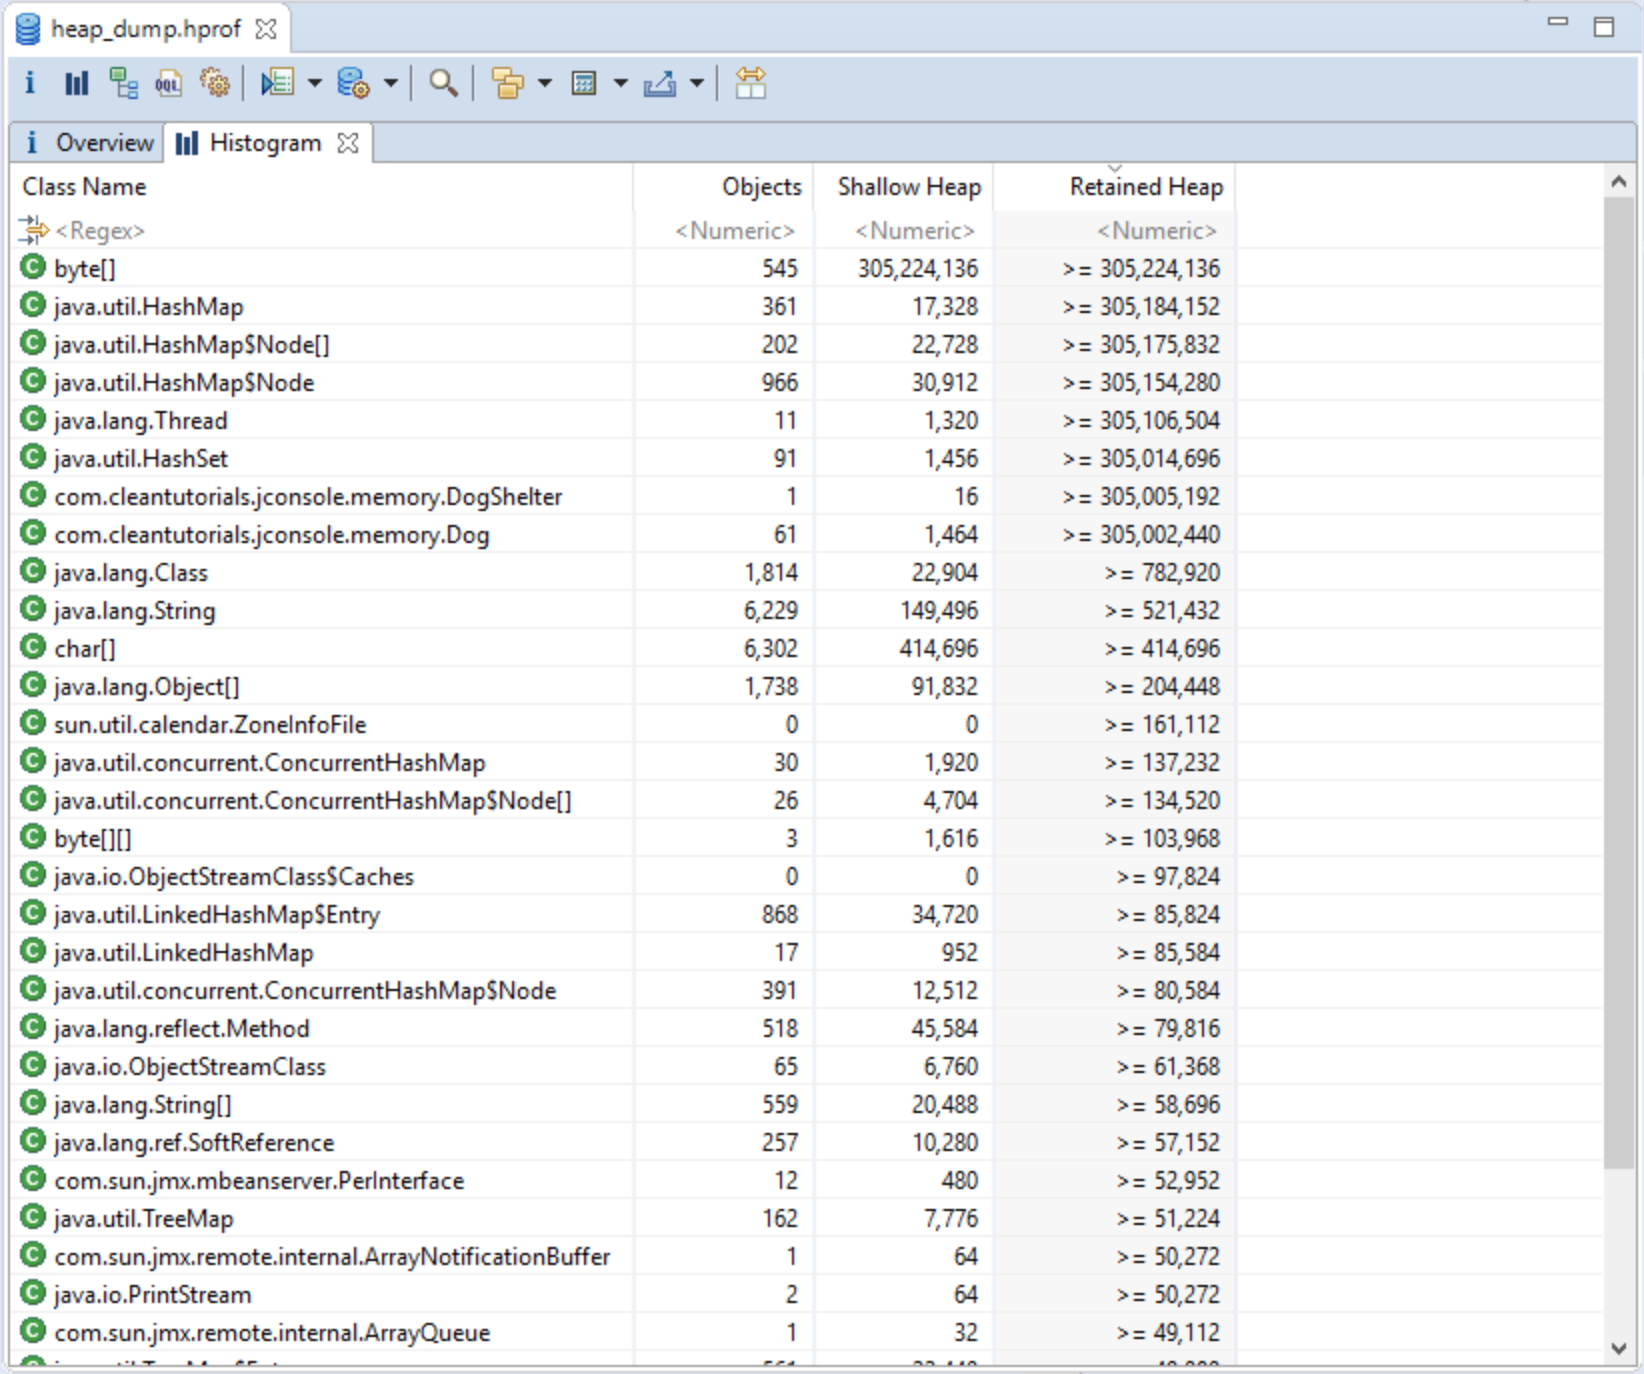 heap_dump.hprof
i OQL
i Overview Histogram
Class Name Objects Shallow Heap Retained Heap
<Regex> <Numeric> <Numeric> <Numeric>
C byte[] 545 305,224,136 >= 305,224,136
C java.util.HashMap 361 17,328 >= 305,184,152
C java.util.HashMap$Node[] 202 22,728 >= 305,175,832
C java.util.HashMap$Node 966 30,912 >= 305,154,280
C java.lang.Thread 11 1,320 >= 305,106,504
C java.util.HashSet 91 1,456 >= 305,014,696
C com.cleantutorials.jconsole.memory.DogShelter 1 16 >= 305,005,192
C com.cleantutorials.jconsole.memory.Dog 61 1,464 >= 305,002,440
C java.lang.Class 1,814 22,904 >= 782,920
C java.lang.String 6,229 149,496 >= 521,432
C char[] 6,302 414,696 >= 414,696
C java.lang.Object[] 1,738 91,832 >= 204,448
C sun.util.calendar.ZoneInfoFile 0 0 >= 161,112
C java.util.concurrent.ConcurrentHashMap 30 1,920 >= 137,232
C java.util.concurrent.ConcurrentHashMap$Node[] 26 4,704 >= 134,520
C byte[][] 3 1,616 >= 103,968
C java.io.ObjectStreamClass$Caches 0 0 >= 97,824
C java.util.LinkedHashMap$Entry 868 34,720 >= 85,824
C java.util.LinkedHashMap 17 952 >= 85,584
C java.util.concurrent.ConcurrentHashMap$Node 391 12,512 >= 80,584
C java.lang.reflect.Method 518 45,584 >= 79,816
C java.io.ObjectStreamClass 65 6,760 >= 61,368
C java.lang.String[] 559 20,488 >= 58,696
C java.lang.ref.SoftReference 257 10,280 >= 57,152
C com.sun.jmx.mbeanserver.PerInterface 12 480 >= 52,952
C java.util.TreeMap 162 7,776 >= 51,224
C com.sun.jmx.remote.internal.ArrayNotificationBuffer 1 64 >= 50,272
C java.io.PrintStream 2 64 >= 50,272
C com.sun.jmx.remote.internal.ArrayQueue 1 32 >= 49,112